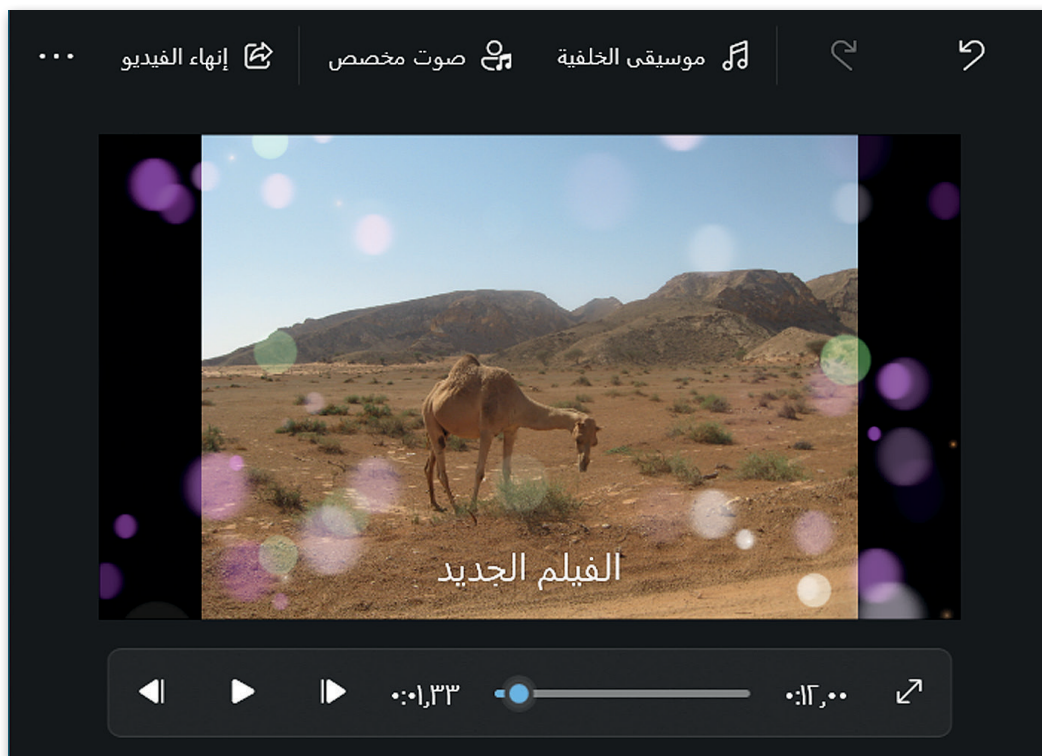 موسيقى الخلفية صوت مخصص إنهاء الفيديو ...
الفيلم الجديد
٠:٠١,٣٣ ٠:١٢,٠٠